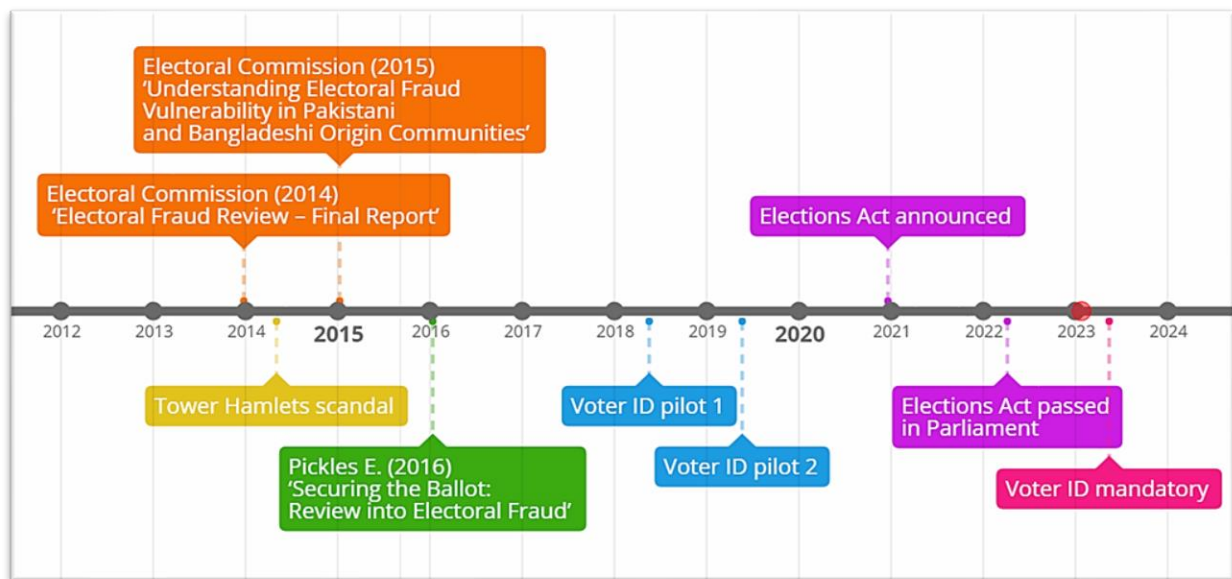 Electoral Commission (2015)
‘Understanding Electoral Fraud
Vulnerability in Pakistani
and Bangladeshi Origin Communities’
Electoral Commission (2014)
‘Electoral Fraud Review – Final Report’
Elections Act announced
2012
2013
2014
2015
2016
2017
2018
2019
2020
2021
2022
2023
2024
Tower Hamlets scandal
Voter ID pilot 1
Elections Act passed
in Parliament
Pickles E. (2016)
‘Securing the Ballot:
Review into Electoral Fraud’
Voter ID pilot 2
Voter ID mandatory